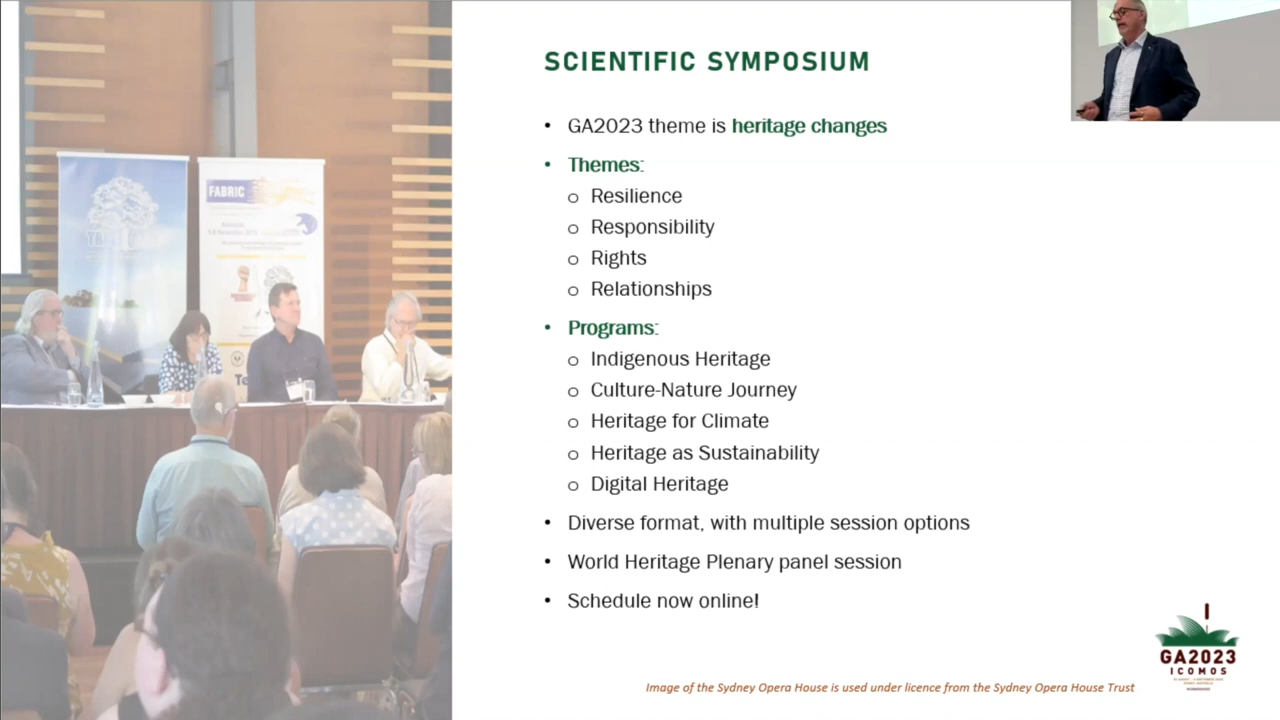 SCIENTIFIC SYMPOSIUM
• GA2023 theme is heritage changes
• Themes:
o Resilience
o Responsibility
o Rights
o Relationships
• Programs:
o Indigenous Heritage
o Culture-Nature Journey
o Heritage for Climate
o Heritage as Sustainability
o Digital Heritage
• Diverse format, with multiple session options
• World Heritage Plenary panel session
• Schedule now online!
FABRIC
GA2023
ICOMOS
Image of the Sydney Opera House is used under licence from the Sydney Opera House Trust